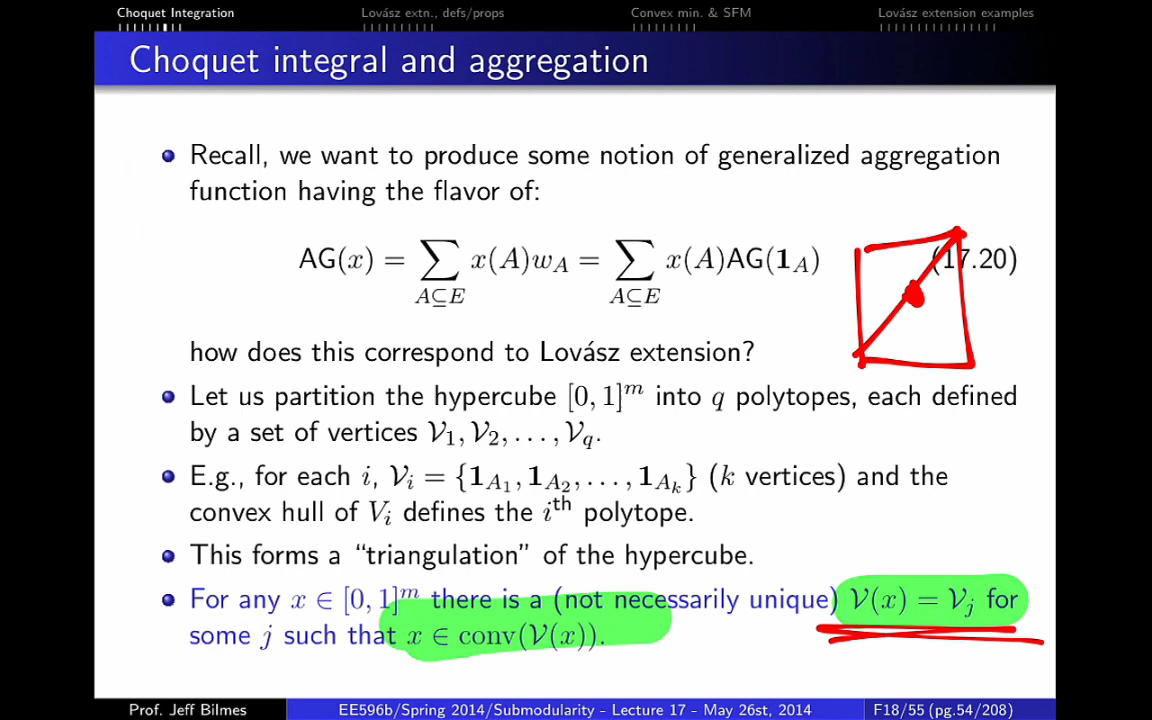 Choquet Integration Lovász extn., defs/props Convex min. & SFM Lovász extension examples
Choquet integral and aggregation
Recall, we want to produce some notion of generalized aggregation
function having the flavor of:
AG(x) = ∑_{A⊆E} x(A)w_A = ∑_{A⊆E} x(A)AG(𝟏_A) (17.20)
how does this correspond to Lovász extension?
Let us partition the hypercube [0, 1]^m into q polytopes, each defined
by a set of vertices 𝒱_1, 𝒱_2, . . . , 𝒱_q.
E.g., for each i, 𝒱_i = {𝟏_{A_1}, 𝟏_{A_2}, . . . , 𝟏_{A_k}} (k vertices) and the
convex hull of V_i defines the i^th polytope.
This forms a “triangulation” of the hypercube.
For any x ∈ [0, 1]^m there is a (not necessarily unique) 𝒱(x) = 𝒱_j for
some j such that x ∈ conv(𝒱(x)).
Prof. Jeff Bilmes EE596b/Spring 2014/Submodularity - Lecture 17 - May 26st, 2014 F18/55 (pg.54/208)